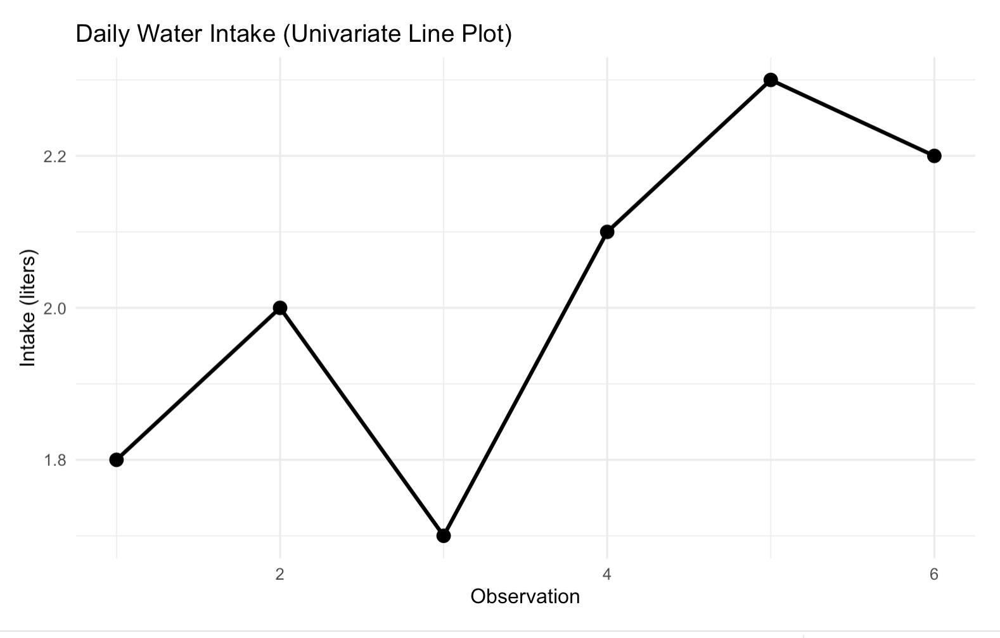 Daily Water Intake (Univariate Line Plot)
Intake (liters)
2.2
2.0
1.8
2 4 6
Observation